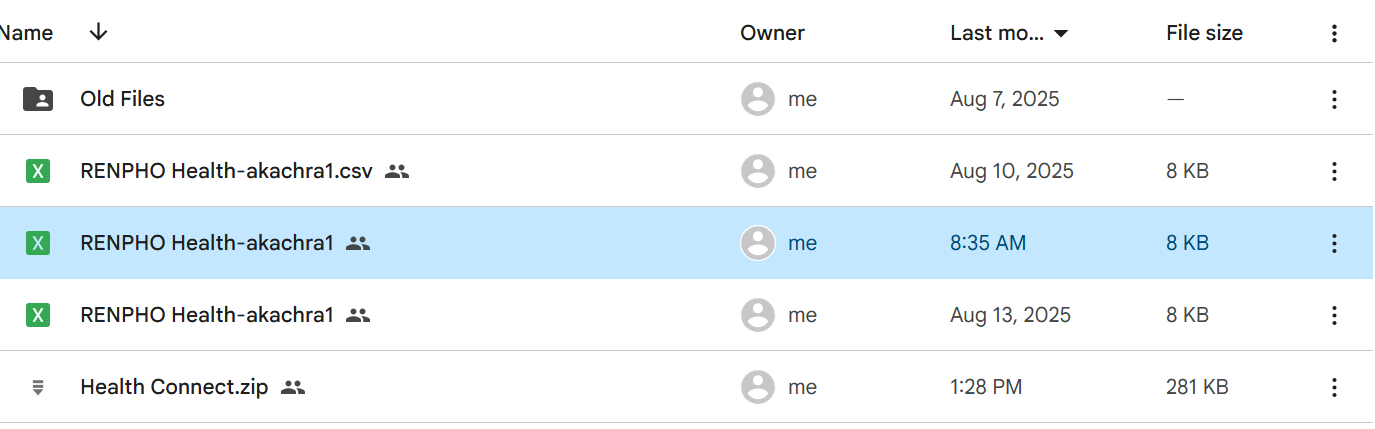 Name Owner Last mo... File size
Old Files me Aug 7, 2025 —
X RENPHO Health-akachra1.csv me Aug 10, 2025 8 KB
X RENPHO Health-akachra1 me 8:35 AM 8 KB
X RENPHO Health-akachra1 me Aug 13, 2025 8 KB
Health Connect.zip me 1:28 PM 281 KB